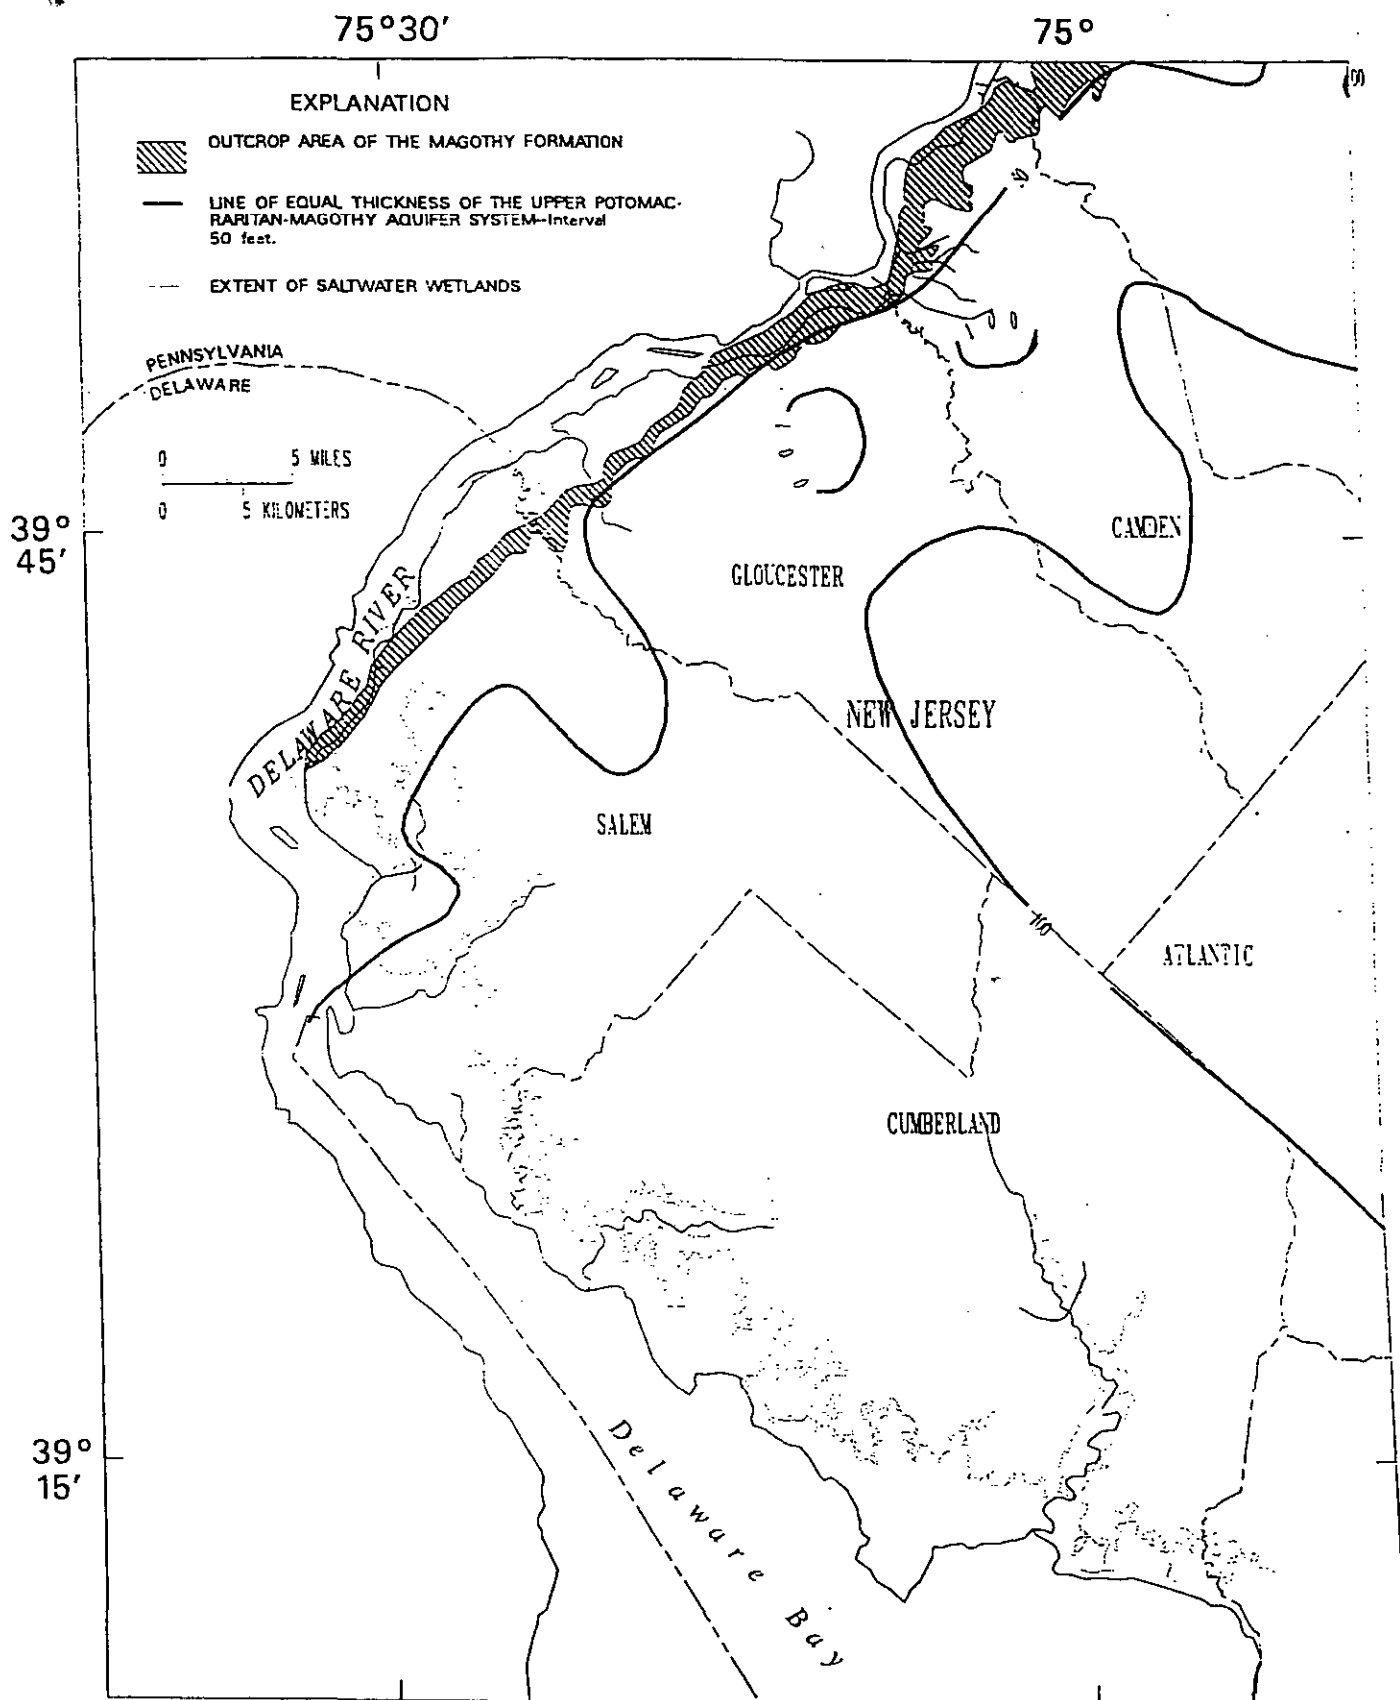 75°30′ 75°
EXPLANATION
OUTCROP AREA OF THE MAGOTHY FORMATION
LINE OF EQUAL THICKNESS OF THE UPPER POTOMAC-
RARITAN-MAGOTHY AQUIFER SYSTEM--Interval
50 feet.
EXTENT OF SALTWATER WETLANDS
PENNSYLVANIA
DELAWARE
0 5 MILES
0 5 KILOMETERS
39°
45′
CAMDEN
GLOUCESTER
DELAWARE RIVER
NEW JERSEY
SALEM
100
ATLANTIC
CUMBERLAND
39°
15′
Delaware Bay